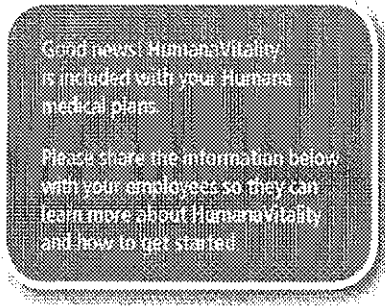 Good news! HumanaVitality
is included with your Humana
medical plans.
Please share the information below
with your employees so they can
learn more about HumanaVitality
and how to get started.